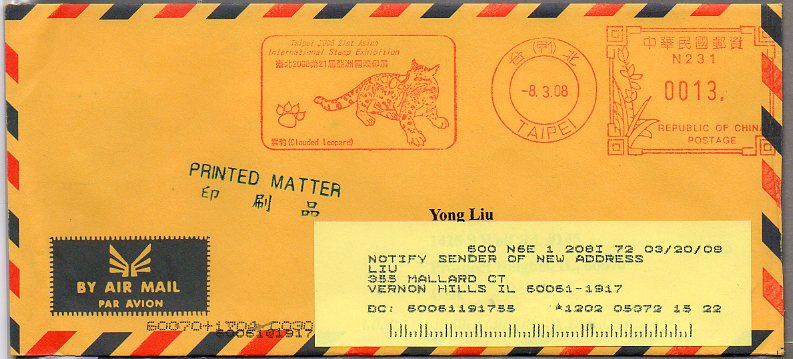 Taipei 2008 21st Asian
International Stamp Exhibition
臺北2008第21屆亞洲國際郵展
雲豹(Clouded Leopard)
台(郵)北
-8.3.08
TAIPEI
中華民國郵資
N231
0013.
REPUBLIC OF CHINA
POSTAGE
PRINTED MATTER
印刷品
Yong Liu
BY AIR MAIL
PAR AVION
600 N6E 1 208I 72 03/20/08
NOTIFY SENDER OF NEW ADDRESS
LIU
355 MALLARD CT
VERNON HILLS IL 60061-1917
DC: 60061191755 *1202 05072 15 22